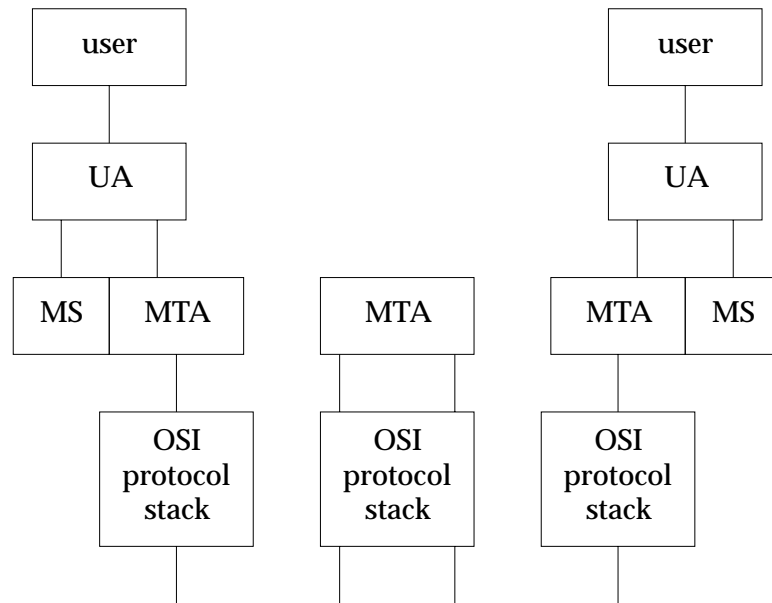 user
user
UA
UA
MS
MTA
MTA
MTA
MS
OSI
protocol
stack
OSI
protocol
stack
OSI
protocol
stack